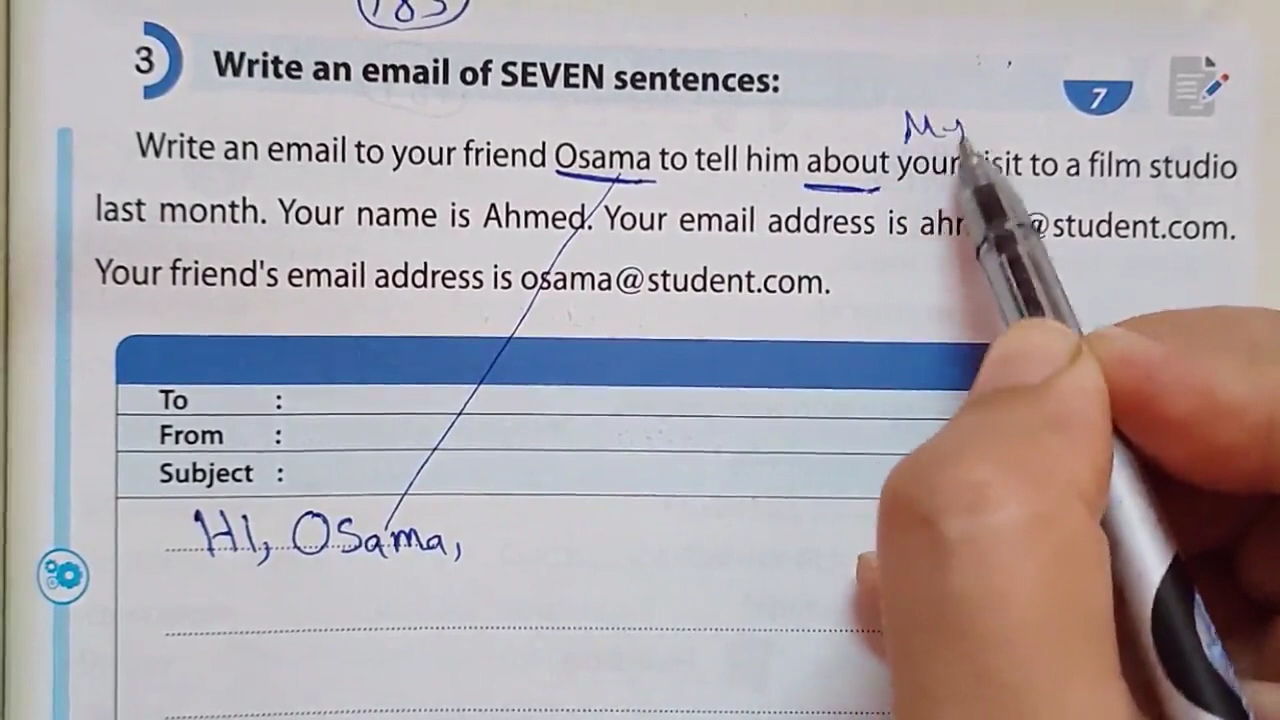 183
3 Write an email of SEVEN sentences:
7
My
Write an email to your friend Osama to tell him about your to a film studio
last month. Your name is Ahmed. Your email address is @student.com.
Your friend's email address is osama@student.com.
To :
From :
Subject :
HI, Osama,